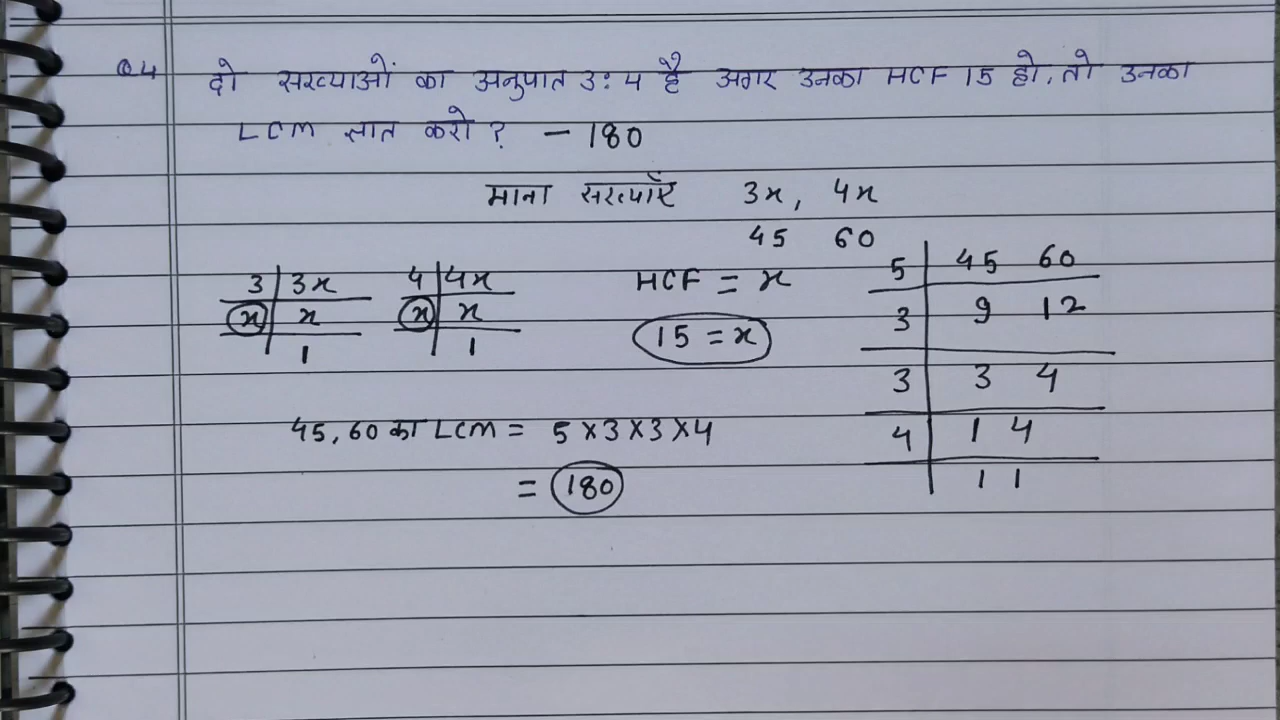 Q.4 दो संख्याओं का अनुपात 3:4 है अगर उनका HCF 15 हो, तो उनका
LCM ज्ञात करो? — 180
माना संख्याएँ 3x, 4x
45 60
3 | 3x
x | x
1
4 | 4x
x | x
1
HCF = x
15 = x
5 | 45 60
3 | 9 12
3 | 3 4
4 | 1 4
1 1
45, 60 का LCM = 5×3×3×4
= 180